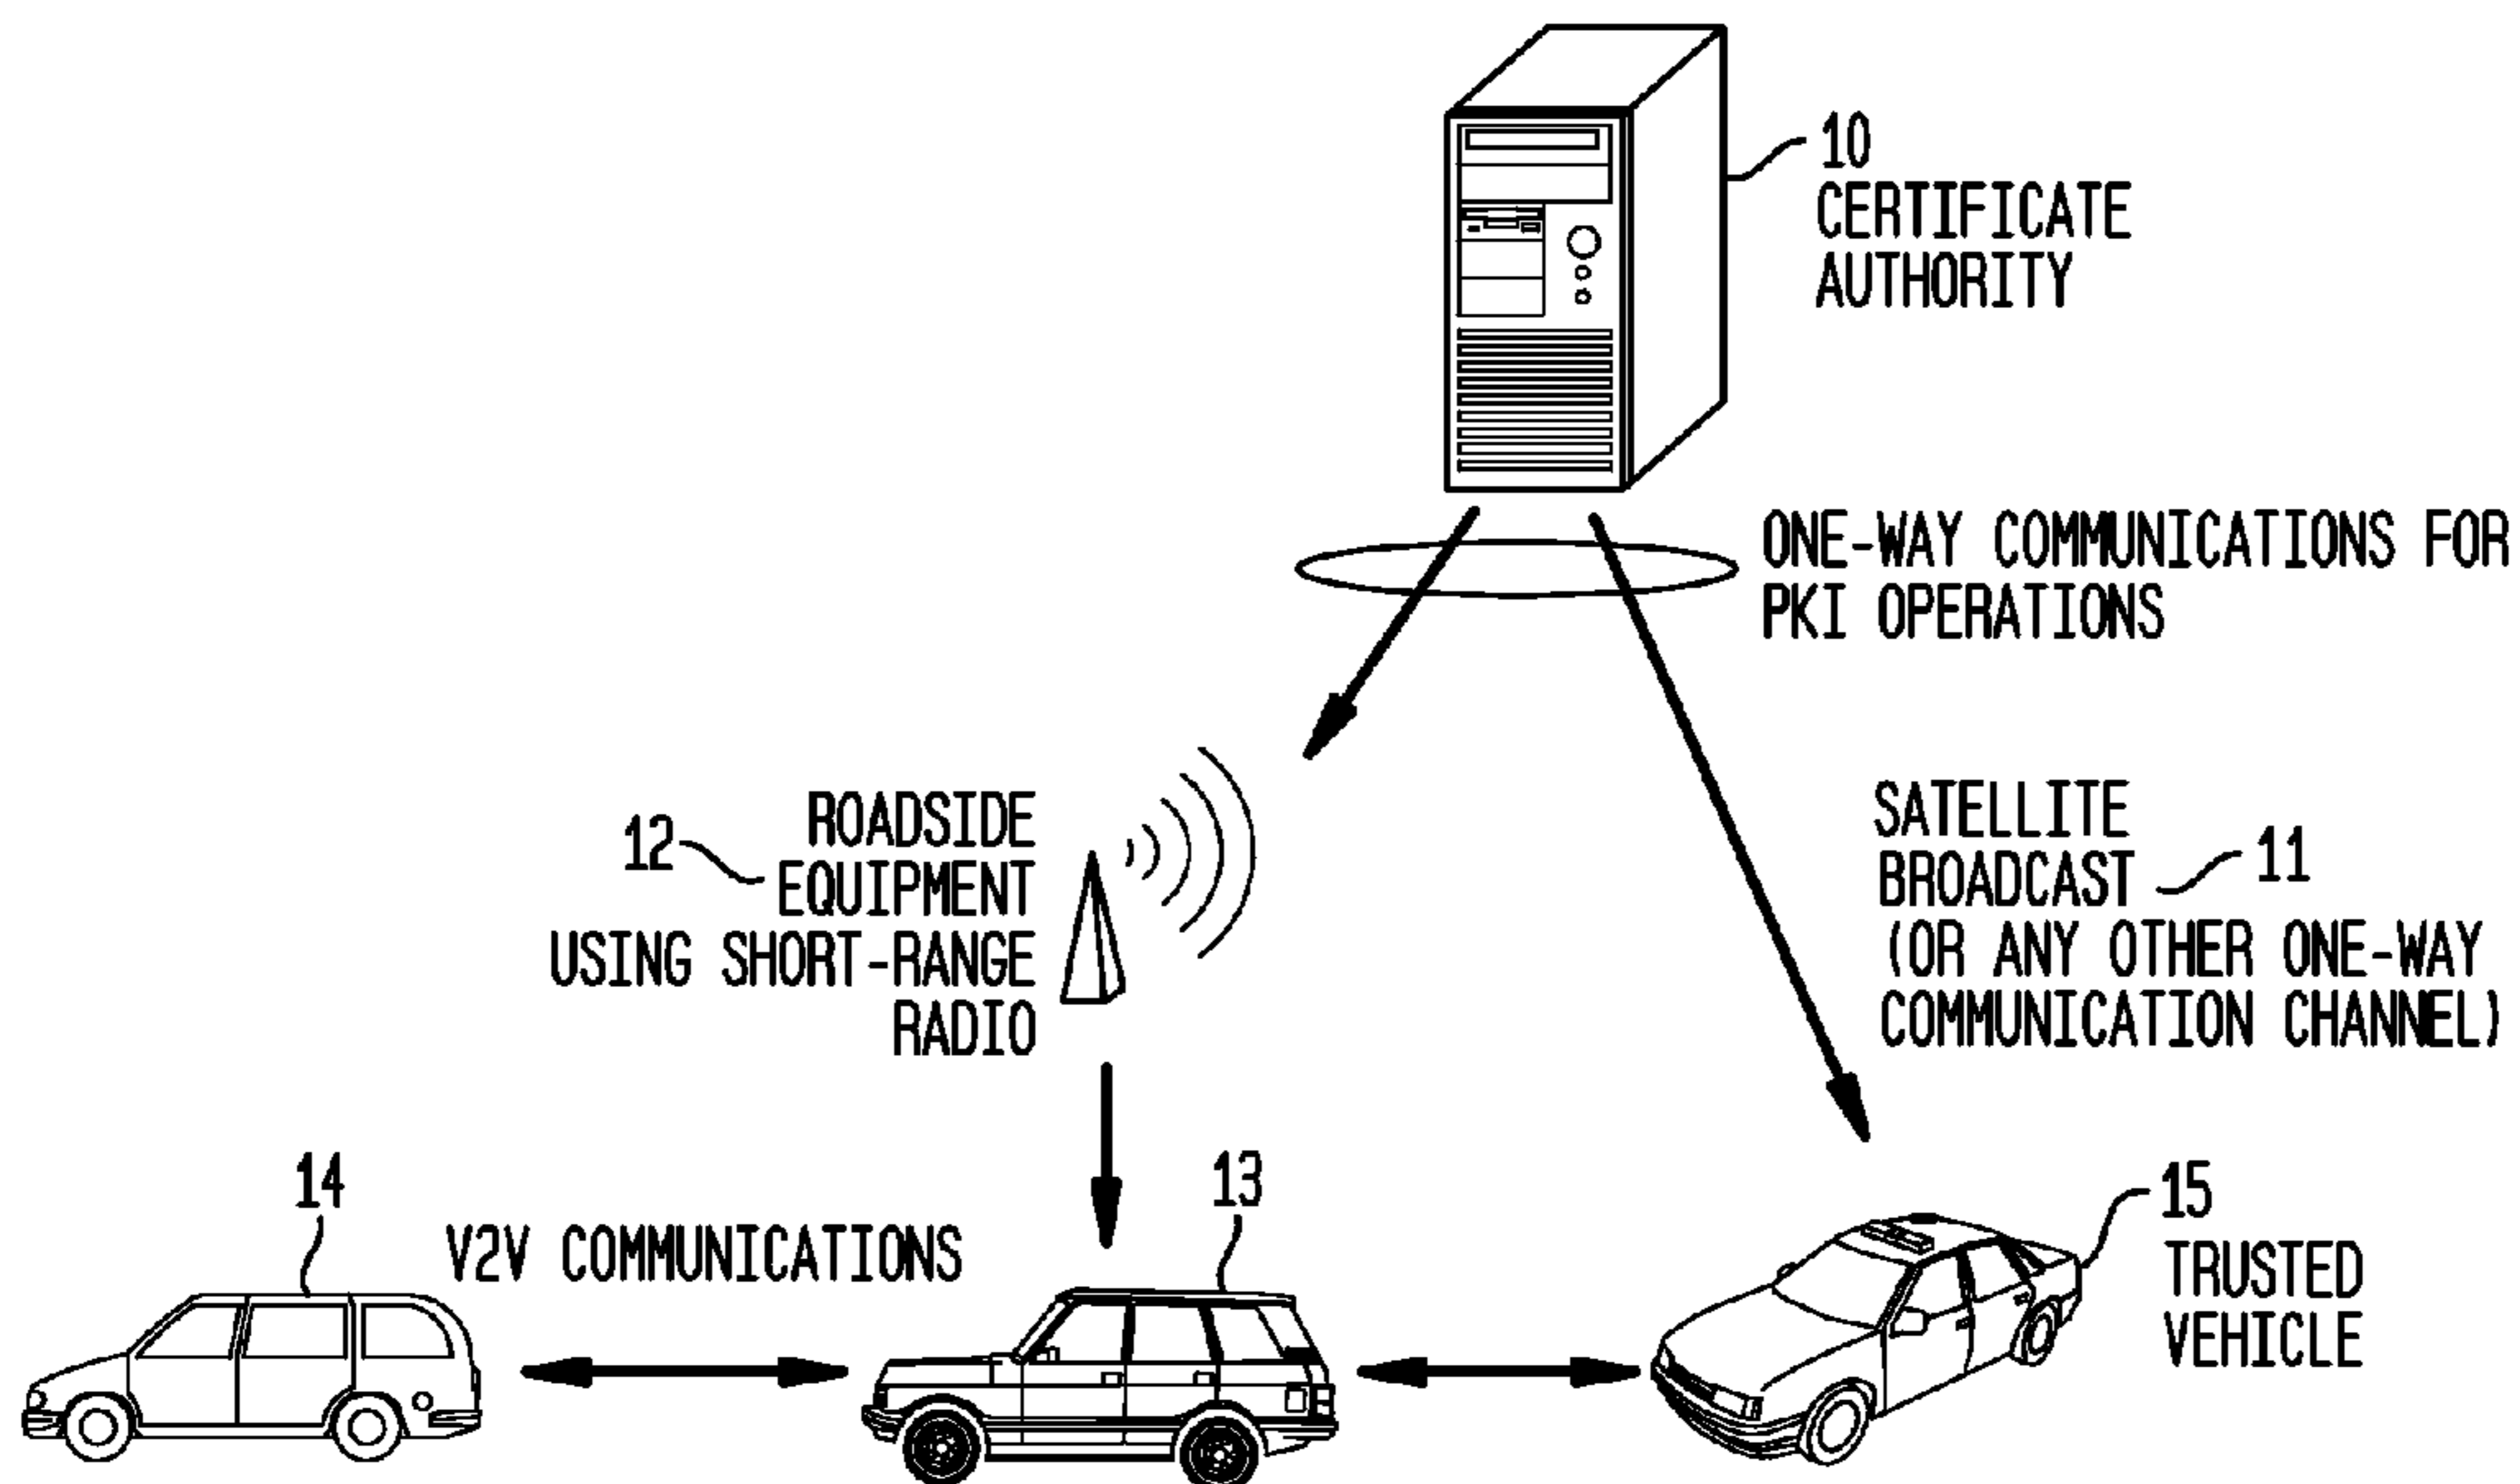 10
CERTIFICATE
AUTHORITY
ONE-WAY COMMUNICATIONS FOR
PKI OPERATIONS
12
ROADSIDE
EQUIPMENT
USING SHORT-RANGE
RADIO
SATELLITE
BROADCAST
11
(OR ANY OTHER ONE-WAY
COMMUNICATION CHANNEL)
14
V2V COMMUNICATIONS
13
15
TRUSTED
VEHICLE